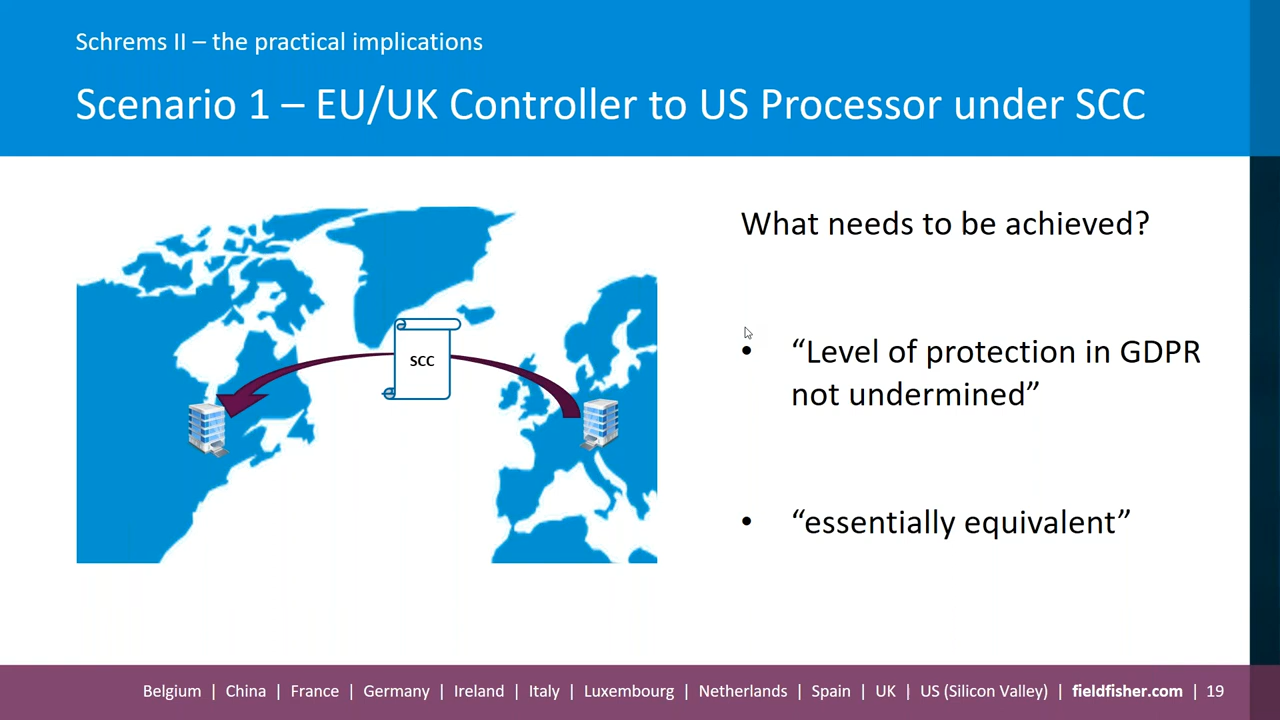 Schrems II – the practical implications
Scenario 1 – EU/UK Controller to US Processor under SCC
What needs to be achieved?
SCC
• “Level of protection in GDPR
not undermined”
• “essentially equivalent”
Belgium | China | France | Germany | Ireland | Italy | Luxembourg | Netherlands | Spain | UK | US (Silicon Valley) | fieldfisher.com | 19